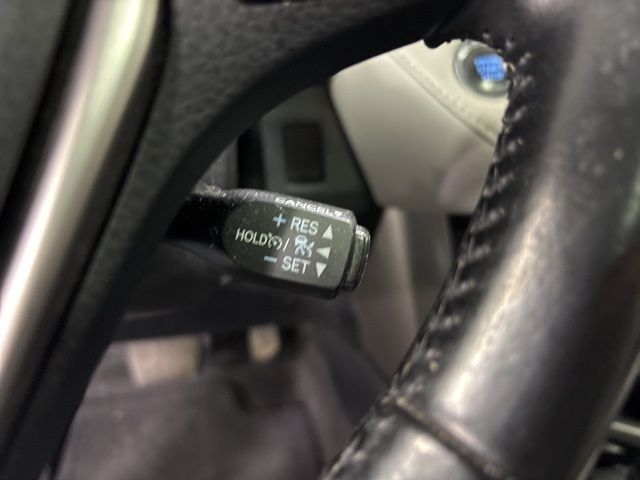 CANCEL
+ RES
HOLD /
− SET